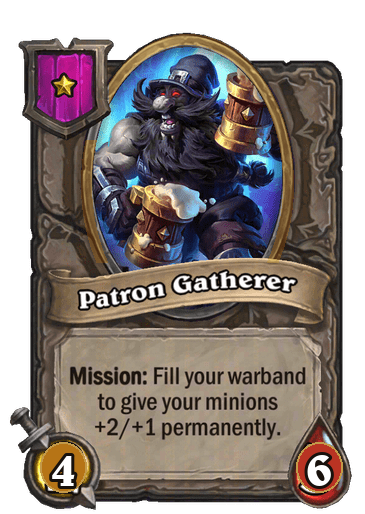 Patron Gatherer
Mission: Fill your warband
to give your minions
+2/+1 permanently.
4
6